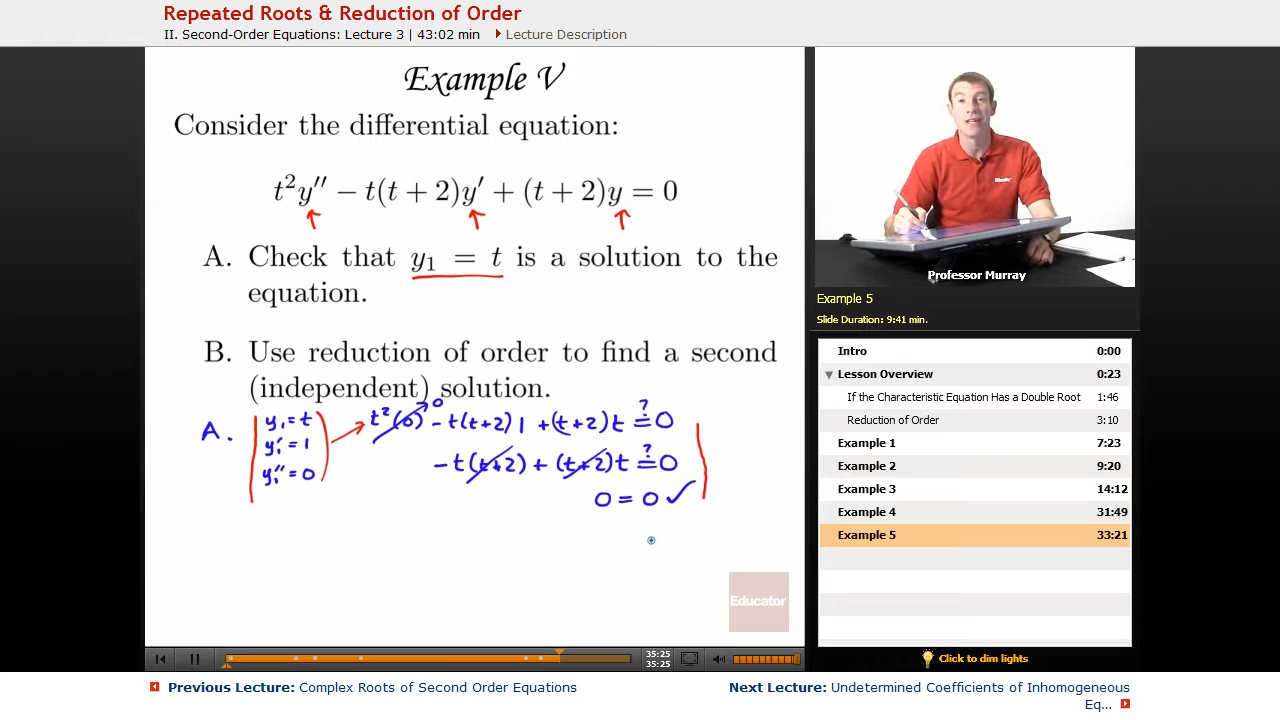 Repeated Roots & Reduction of Order
II. Second-Order Equations: Lecture 3 | 43:02 min Lecture Description
Example V
Consider the differential equation:
t²y″ − t(t + 2)y′ + (t + 2)y = 0
A. Check that y₁ = t is a solution to the
equation.
B. Use reduction of order to find a second
(independent) solution.
A.
y₁ = t
y₁′ = 1
y₁″ = 0
t²(0) 0 − t(t+2) 1 + (t+2)t ≟ 0
− t(t+2) + (t+2)t ≟ 0
0 = 0 ✓
Educator
Educator
Professor Murray
Example 5
Slide Duration: 9:41 min.
Intro 0:00
Lesson Overview 0:23
If the Characteristic Equation Has a Double Root 1:46
Reduction of Order 3:10
Example 1 7:23
Example 2 9:20
Example 3 14:12
Example 4 31:49
Example 5 33:21
35:25
35:25
Click to dim lights
Previous Lecture: Complex Roots of Second Order Equations
Next Lecture: Undetermined Coefficients of Inhomogeneous
Eq...